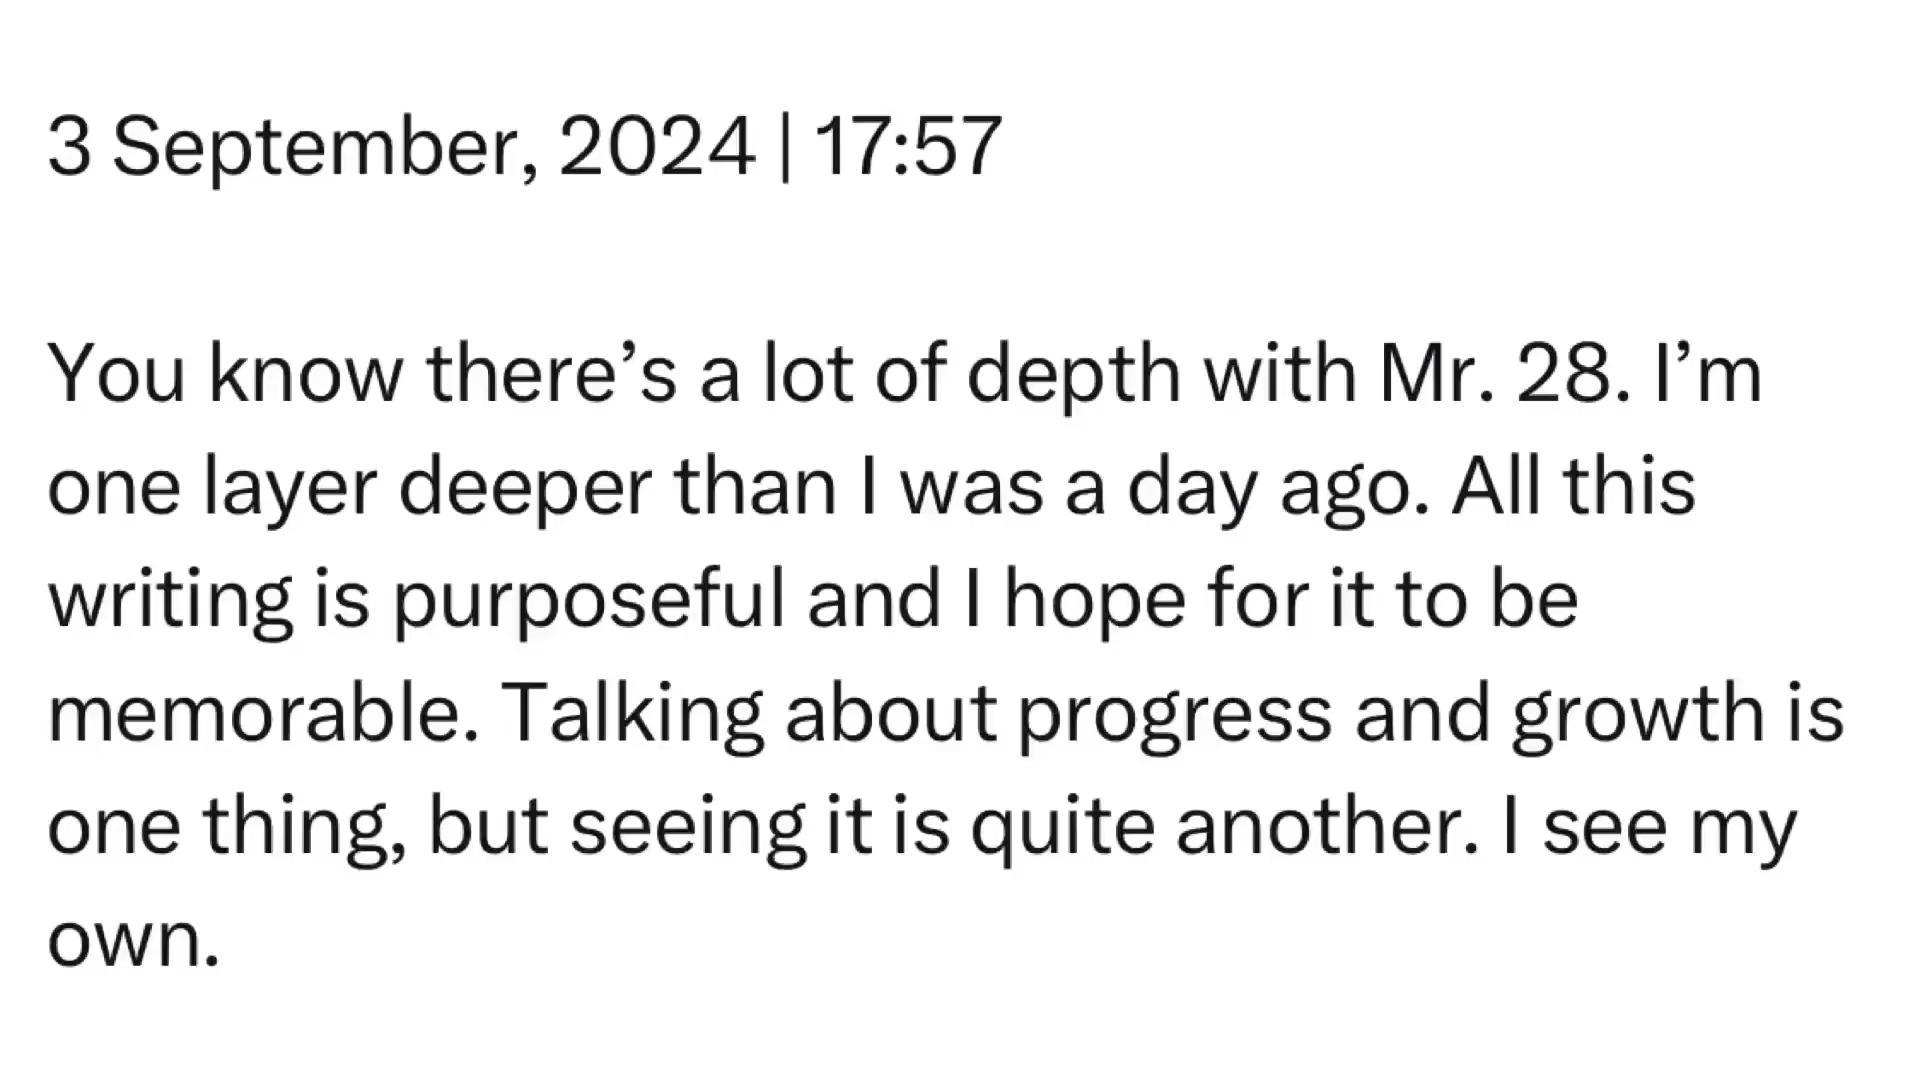 3 September, 2024 | 17:57
You know there’s a lot of depth with Mr. 28. I’m
one layer deeper than I was a day ago. All this
writing is purposeful and I hope for it to be
memorable. Talking about progress and growth is
one thing, but seeing it is quite another. I see my
own.